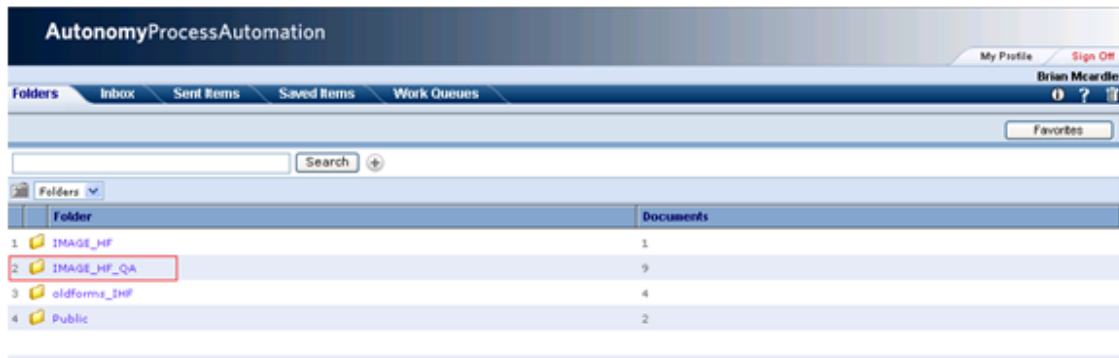 AutonomyProcessAutomation
My Profile Sign Off
Brian Mcardle
Folders Inbox Sent Items Saved Items Work Queues
Favorites
Search
Folders
Folder Documents
1 IMAGE_HF 1
2 IMAGE_HF_QA 9
3 oldforms_IHF 4
4 Public 2